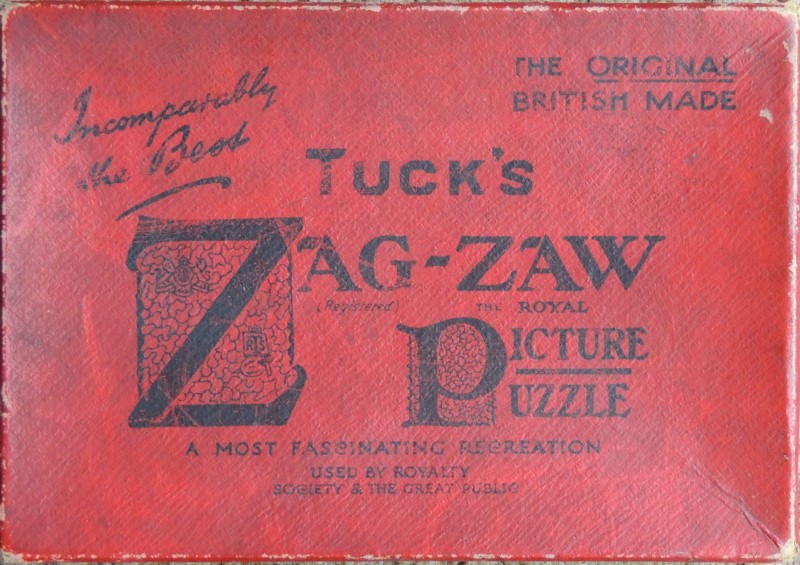 Incomparably
the Best
THE ORIGINAL
BRITISH MADE
TUCK'S
ZAG-ZAW
(Registered)
THE ROYAL
PICTURE
PUZZLE
A MOST FASCINATING RECREATION
USED BY ROYALTY
SOCIETY & THE GREAT PUBLIC